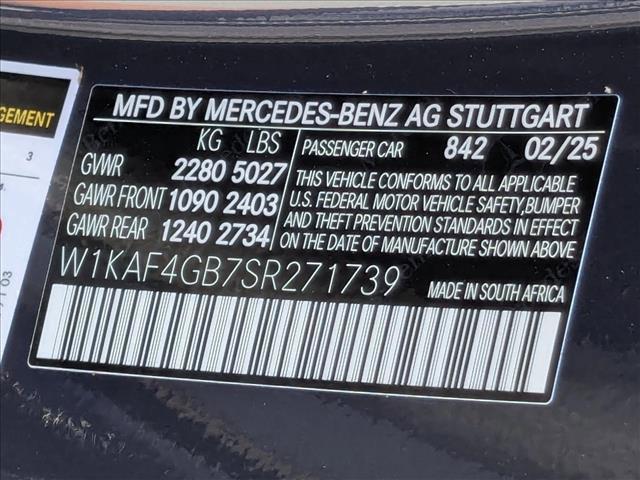 GEMENT
3
MFD BY MERCEDES-BENZ AG STUTTGART
KG LBS
GVWR 2280 5027
GAWR FRONT 1090 2403
GAWR REAR 1240 2734
PASSENGER CAR 842 02/25
THIS VEHICLE CONFORMS TO ALL APPLICABLE
U.S. FEDERAL MOTOR VEHICLE SAFETY,BUMPER
AND THEFT PREVENTION STANDARDS IN EFFECT
ON THE DATE OF MANUFACTURE SHOWN ABOVE
W1KAF4GB7SR271739
MADE IN SOUTH AFRICA